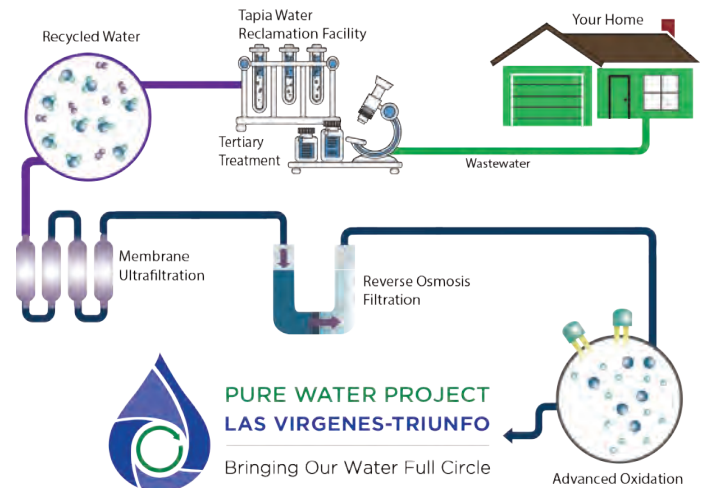 Recycled Water
Tapia Water
Reclamation Facility
Your Home
Tertiary
Treatment
Wastewater
Membrane
Ultrafiltration
Reverse Osmosis
Filtration
PURE WATER PROJECT
LAS VIRGENES-TRIUNFO
Bringing Our Water Full Circle
Advanced Oxidation